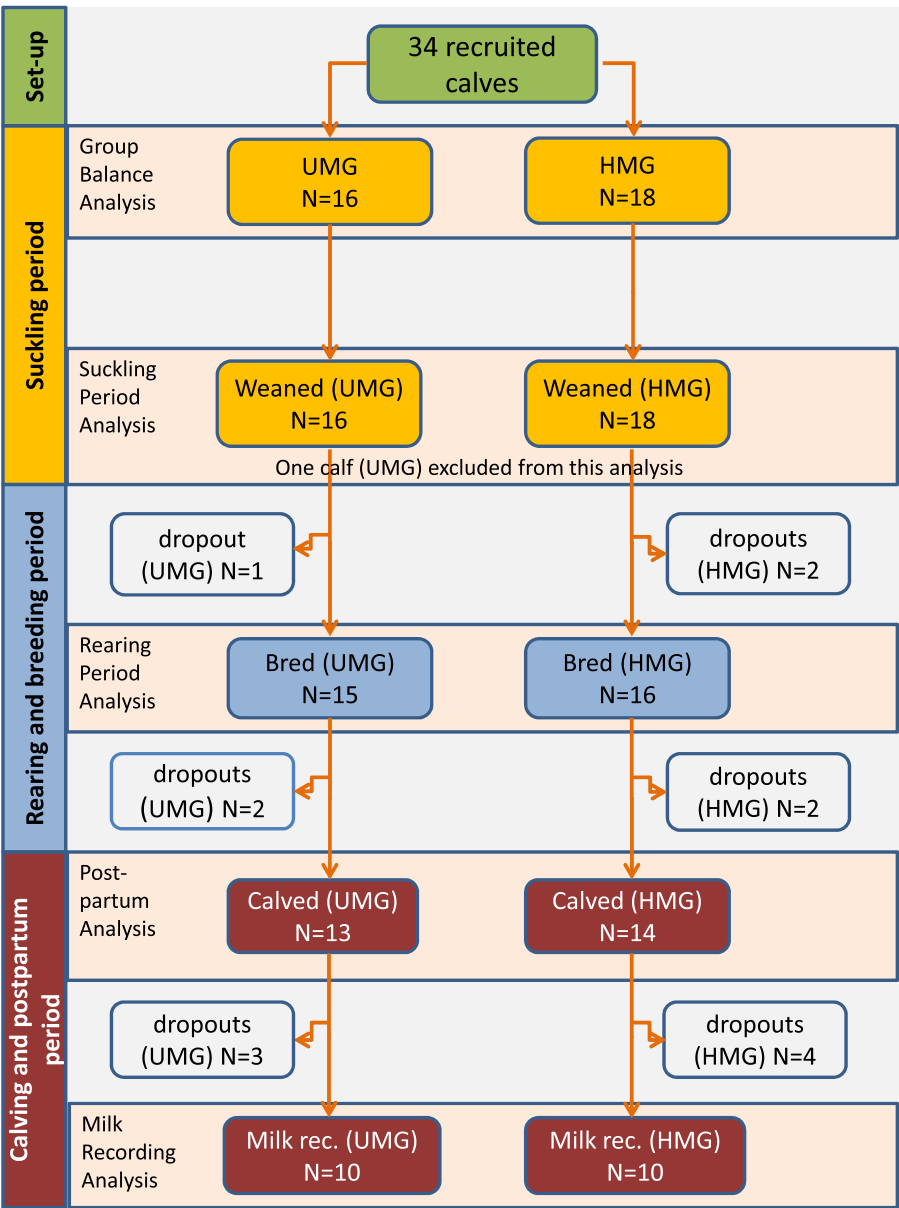 Set-up
34 recruited
calves
Suckling period
Group
Balance
Analysis
UMG
N=16
HMG
N=18
Suckling
Period
Analysis
Weaned (UMG)
N=16
Weaned (HMG)
N=18
One calf (UMG) excluded from this analysis
Rearing and breeding period
dropout
(UMG) N=1
dropouts
(HMG) N=2
Rearing
Period
Analysis
Bred (UMG)
N=15
Bred (HMG)
N=16
dropouts
(UMG) N=2
dropouts
(HMG) N=2
Calving and postpartum
period
Post-
partum
Analysis
Calved (UMG)
N=13
Calved (HMG)
N=14
dropouts
(UMG) N=3
dropouts
(HMG) N=4
Milk
Recording
Analysis
Milk rec. (UMG)
N=10
Milk rec. (HMG)
N=10